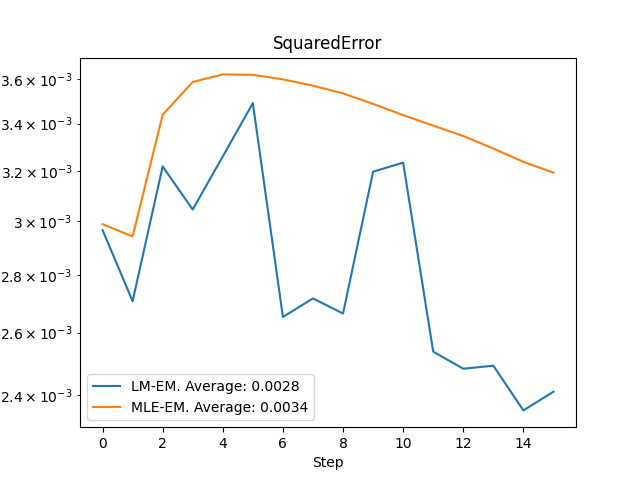 SquaredError
3.6 × 10⁻³
3.4 × 10⁻³
3.2 × 10⁻³
3 × 10⁻³
2.8 × 10⁻³
2.6 × 10⁻³
2.4 × 10⁻³
LM-EM. Average: 0.0028
MLE-EM. Average: 0.0034
0 2 4 6 8 10 12 14
Step